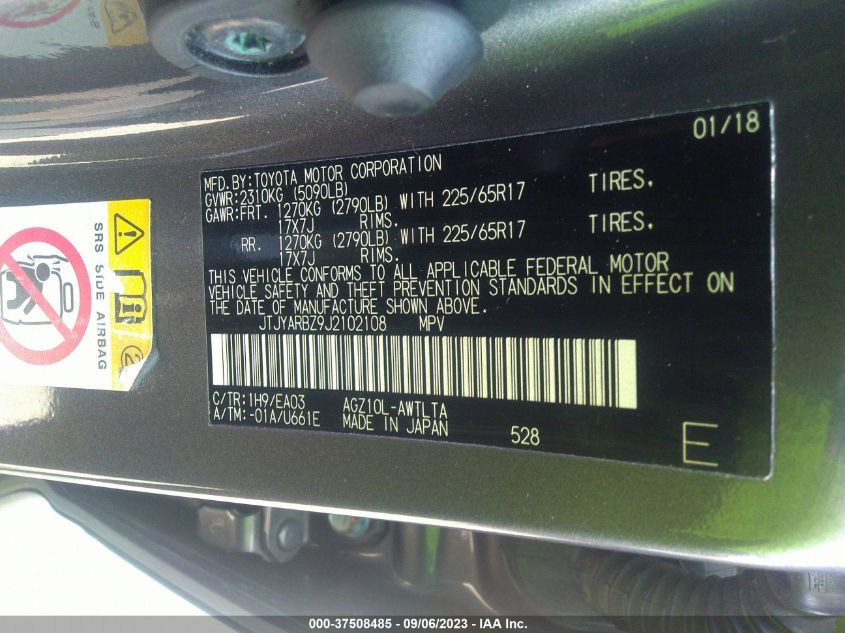 01/18
MFD.BY:TOYOTA MOTOR CORPORATION
GVWR:2310KG (5090LB)
GAWR:FRT. 1270KG (2790LB) WITH 225/65R17 TIRES.
17X7J RIMS.
RR. 1270KG (2790LB) WITH 225/65R17 TIRES.
17X7J RIMS.
THIS VEHICLE CONFORMS TO ALL APPLICABLE FEDERAL MOTOR
VEHICLE SAFETY AND THEFT PREVENTION STANDARDS IN EFFECT ON
THE DATE OF MANUFACTURE SHOWN ABOVE.
JTJYARBZ9J2102108 MPV
C/TR:1H9/EA03 AGZ10L-AWTLTA
A/TM:-01A/U661E MADE IN JAPAN 528
E
SRS SIDE AIRBAG
000-37508485 - 09/06/2023 - IAA Inc.